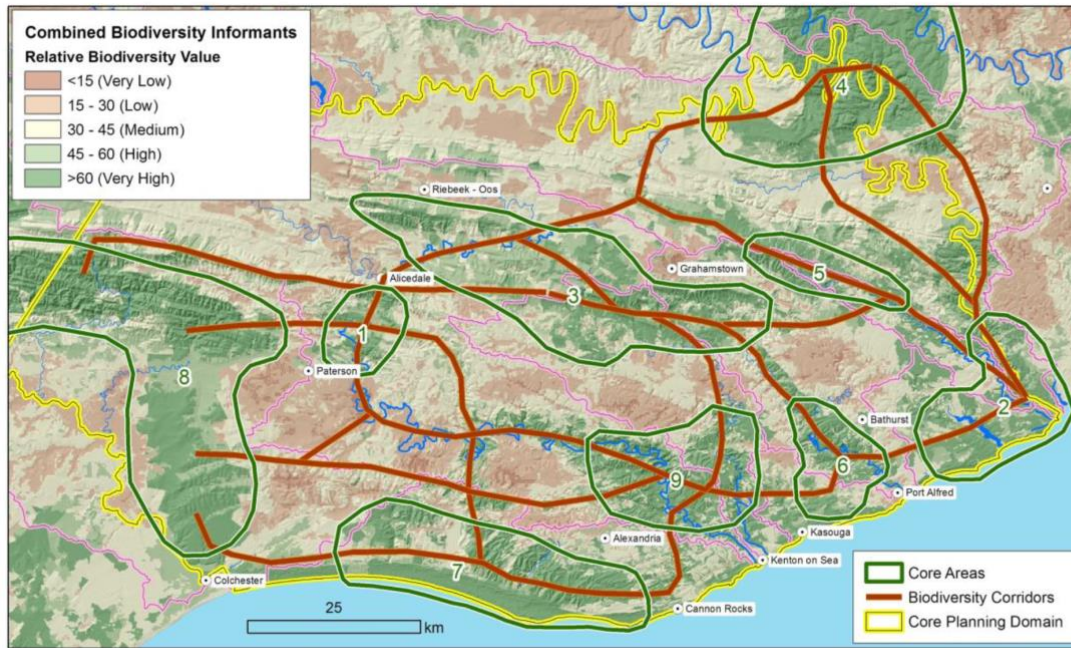 Combined Biodiversity Informants
Relative Biodiversity Value
<15 (Very Low)
15 - 30 (Low)
30 - 45 (Medium)
45 - 60 (High)
>60 (Very High)
4
Riebeek - Oos
Grahamstown
5
Alicedale
3
1
Paterson
8
2
Bathurst
6
9
Port Alfred
Kasouga
Alexandria
Kenton on Sea
7
Colchester
Cannon Rocks
25
km
Core Areas
Biodiversity Corridors
Core Planning Domain